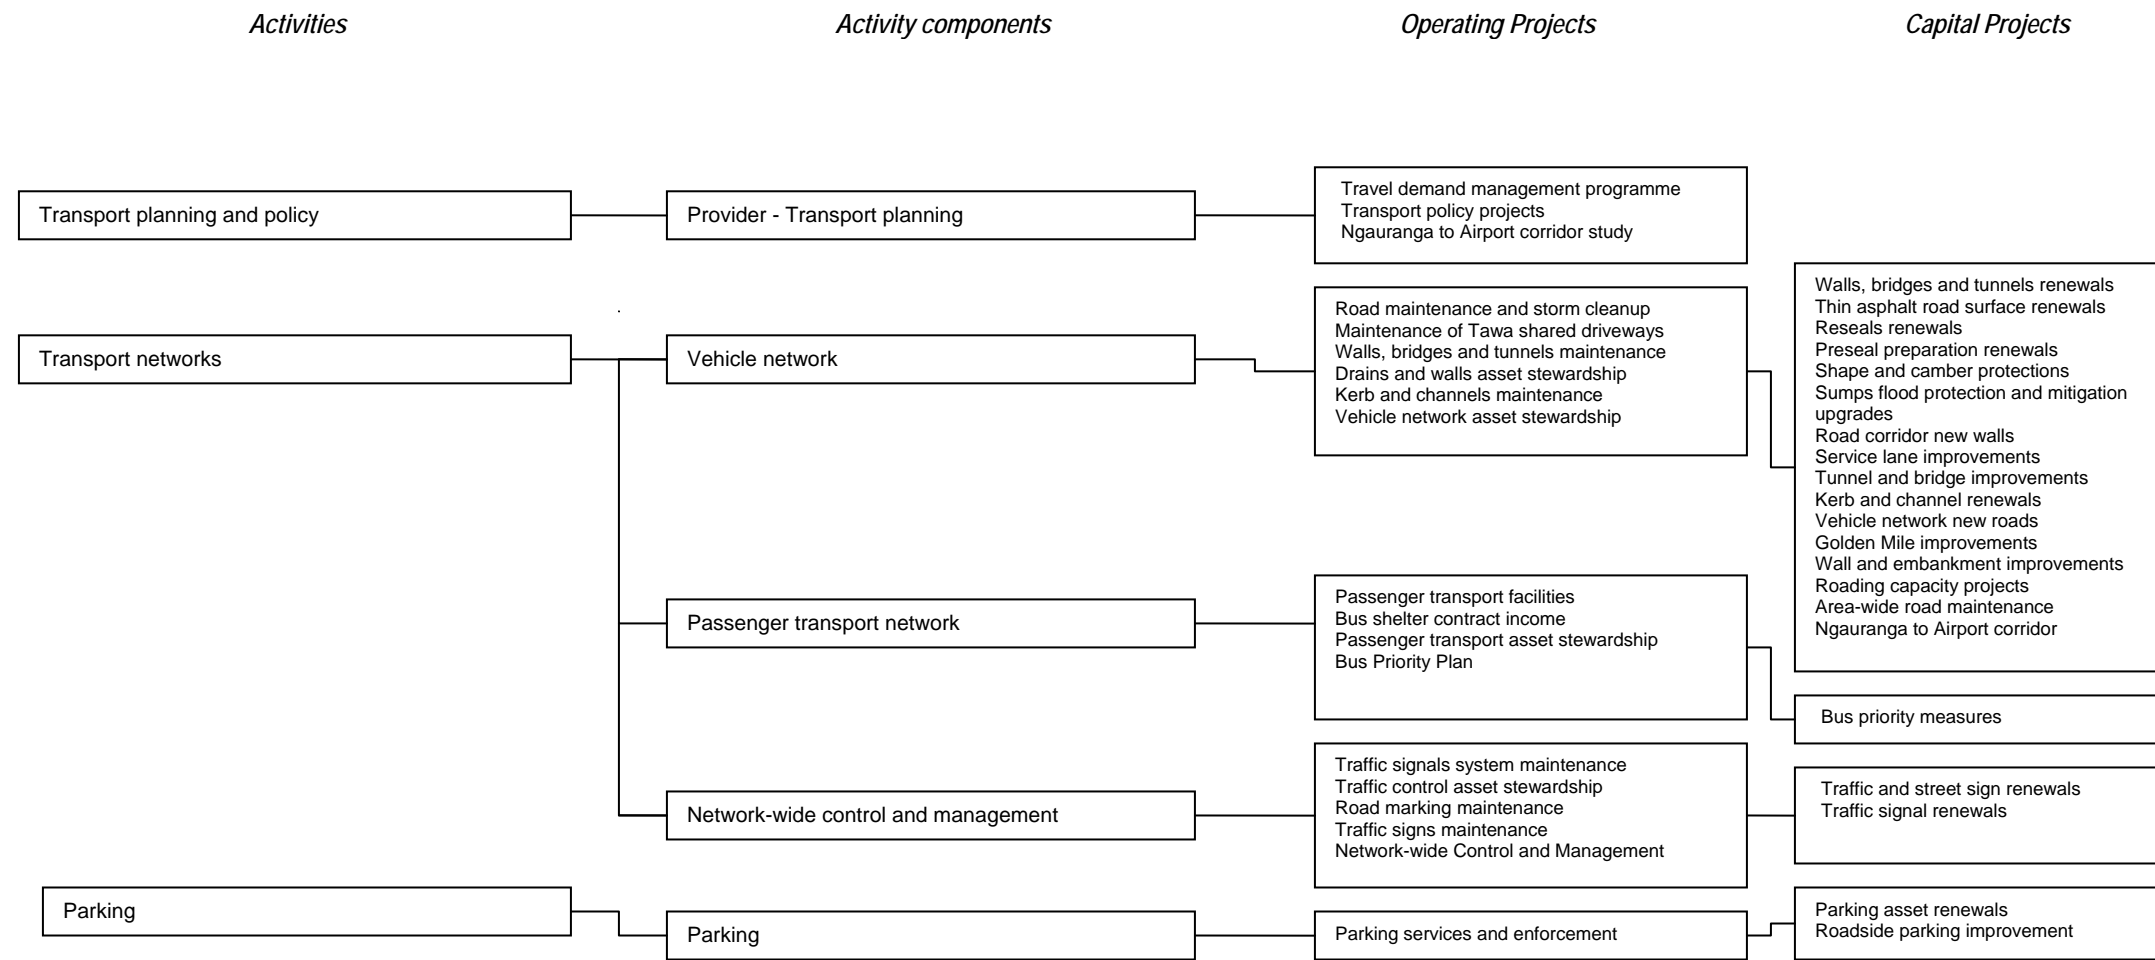 Activities
Activity components
Operating Projects
Capital Projects
Transport planning and policy
Provider - Transport planning
Travel demand management programme
Transport policy projects
Ngauranga to Airport corridor study
Transport networks
Vehicle network
Road maintenance and storm cleanup
Maintenance of Tawa shared driveways
Walls, bridges and tunnels maintenance
Drains and walls asset stewardship
Kerb and channels maintenance
Vehicle network asset stewardship
Walls, bridges and tunnels renewals
Thin asphalt road surface renewals
Reseals renewals
Preseal preparation renewals
Shape and camber protections
Sumps flood protection and mitigation
upgrades
Road corridor new walls
Service lane improvements
Tunnel and bridge improvements
Kerb and channel renewals
Vehicle network new roads
Golden Mile improvements
Wall and embankment improvements
Roading capacity projects
Area-wide road maintenance
Ngauranga to Airport corridor
Passenger transport network
Passenger transport facilities
Bus shelter contract income
Passenger transport asset stewardship
Bus Priority Plan
Bus priority measures
Network-wide control and management
Traffic signals system maintenance
Traffic control asset stewardship
Road marking maintenance
Traffic signs maintenance
Network-wide Control and Management
Traffic and street sign renewals
Traffic signal renewals
Parking
Parking
Parking services and enforcement
Parking asset renewals
Roadside parking improvement